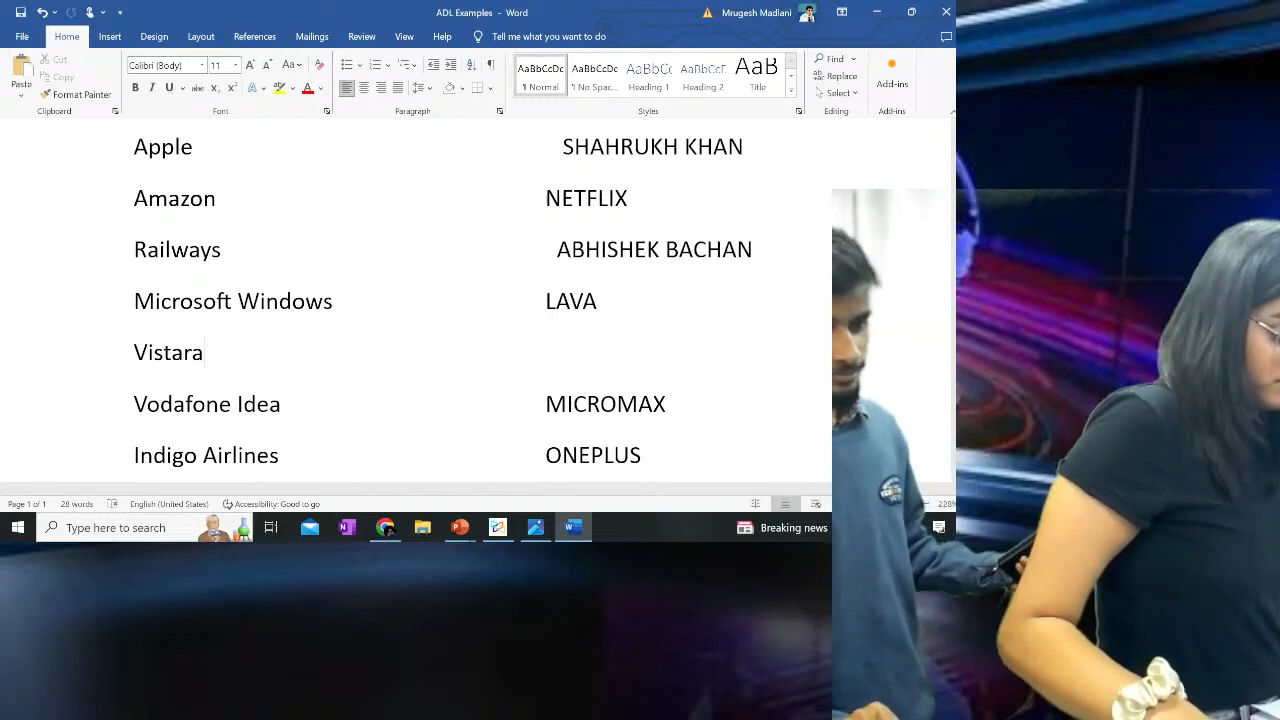 ADL Examples - Word
Mrugesh Madlani
File Home Insert Design Layout References Mailings Review View Help Tell me what you want to do
Cut
Copy
Format Painter
Paste
Calibri (Body) 11
Find
Replace
Select
Add-ins
AaBbCcDc AaBbCcDc AaBbCc AaBbCcC AaB
¶ Normal ¶ No Spac... Heading 1 Heading 2 Title
Clipboard Font Paragraph Styles Editing Add-ins
Apple SHAHRUKH KHAN
Amazon NETFLIX
Railways ABHISHEK BACHAN
Microsoft Windows LAVA
Vistara
Vodafone Idea MICROMAX
Indigo Airlines ONEPLUS
Page 1 of 1 28 words English (United States) Accessibility: Good to go 228%
Type here to search Breaking news